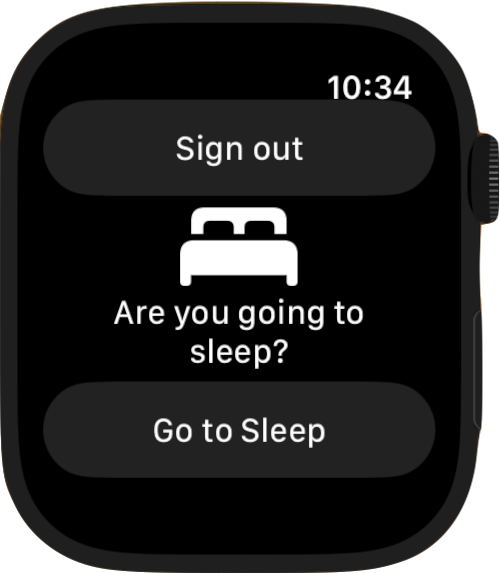 10:34
Sign out
Are you going to
sleep?
Go to Sleep